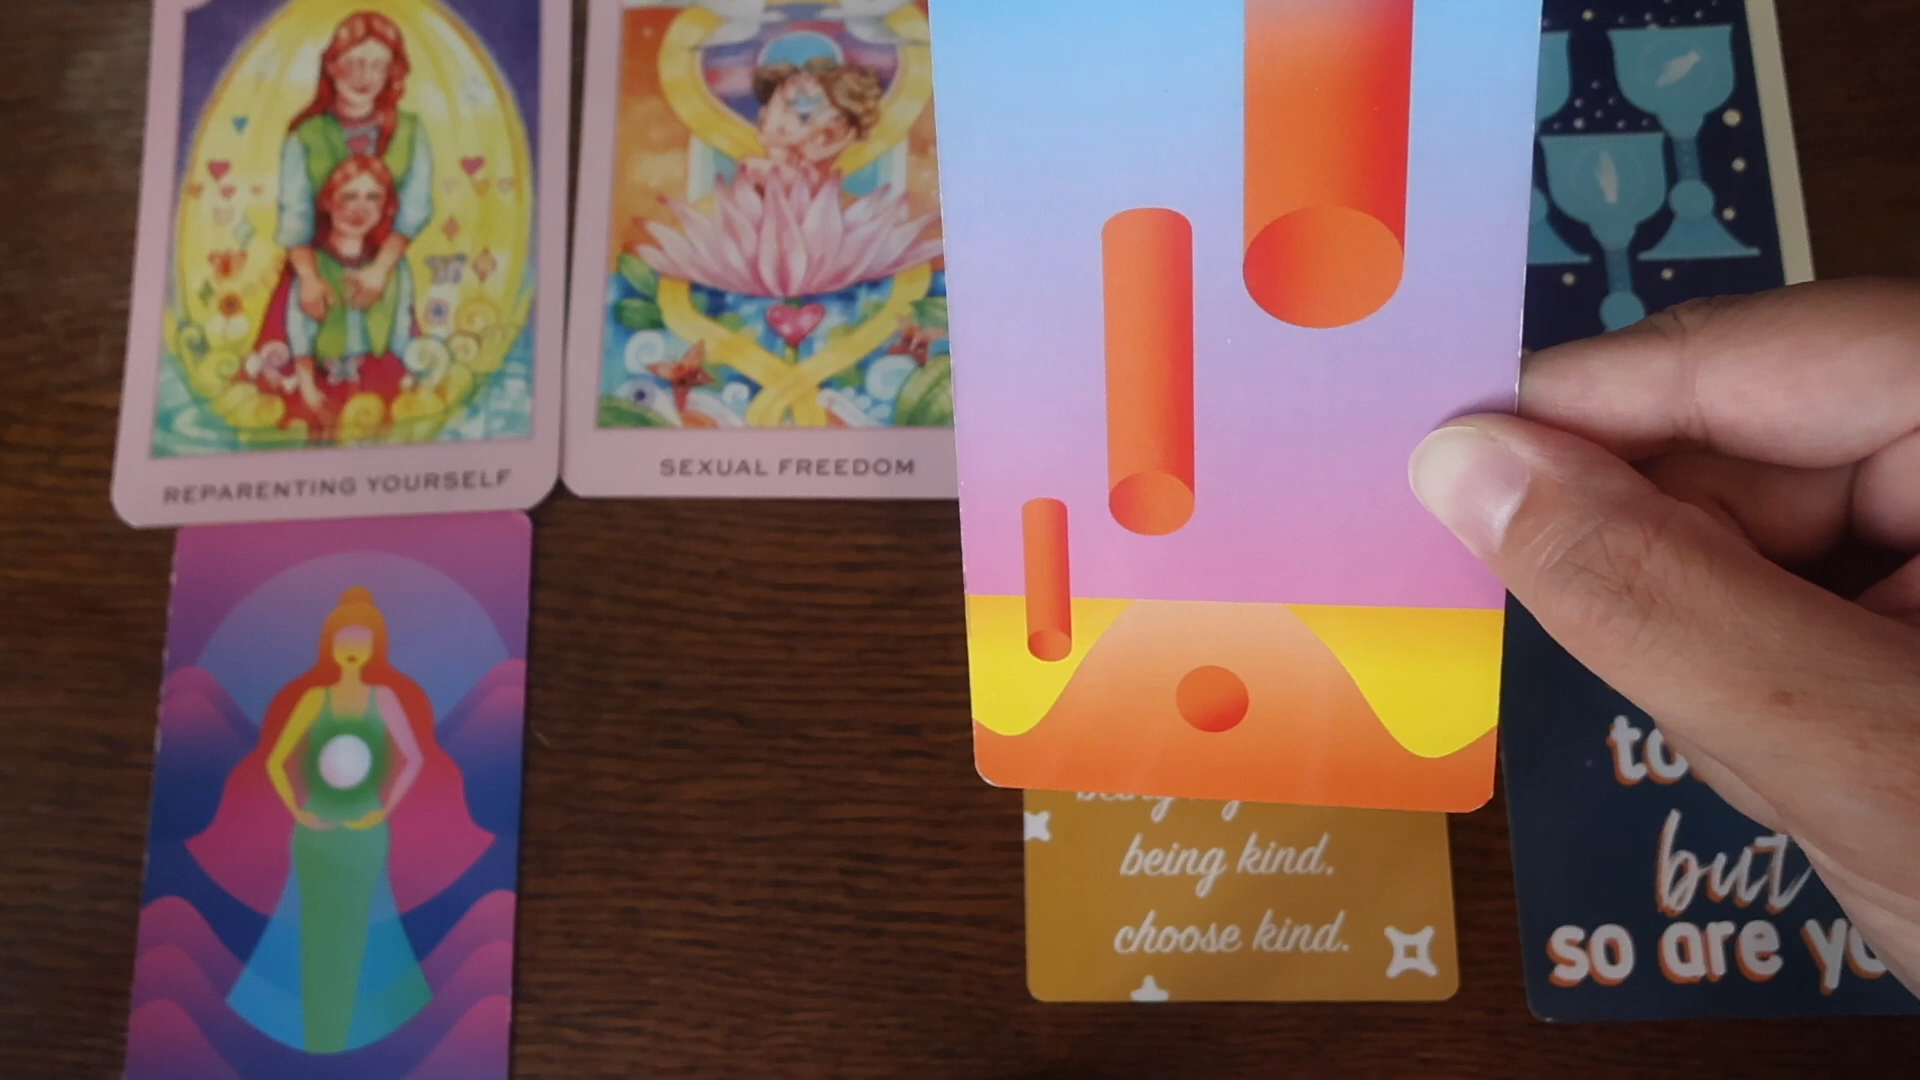 REPARENTING YOURSELF
SEXUAL FREEDOM
being kind.
choose kind.
but
so are